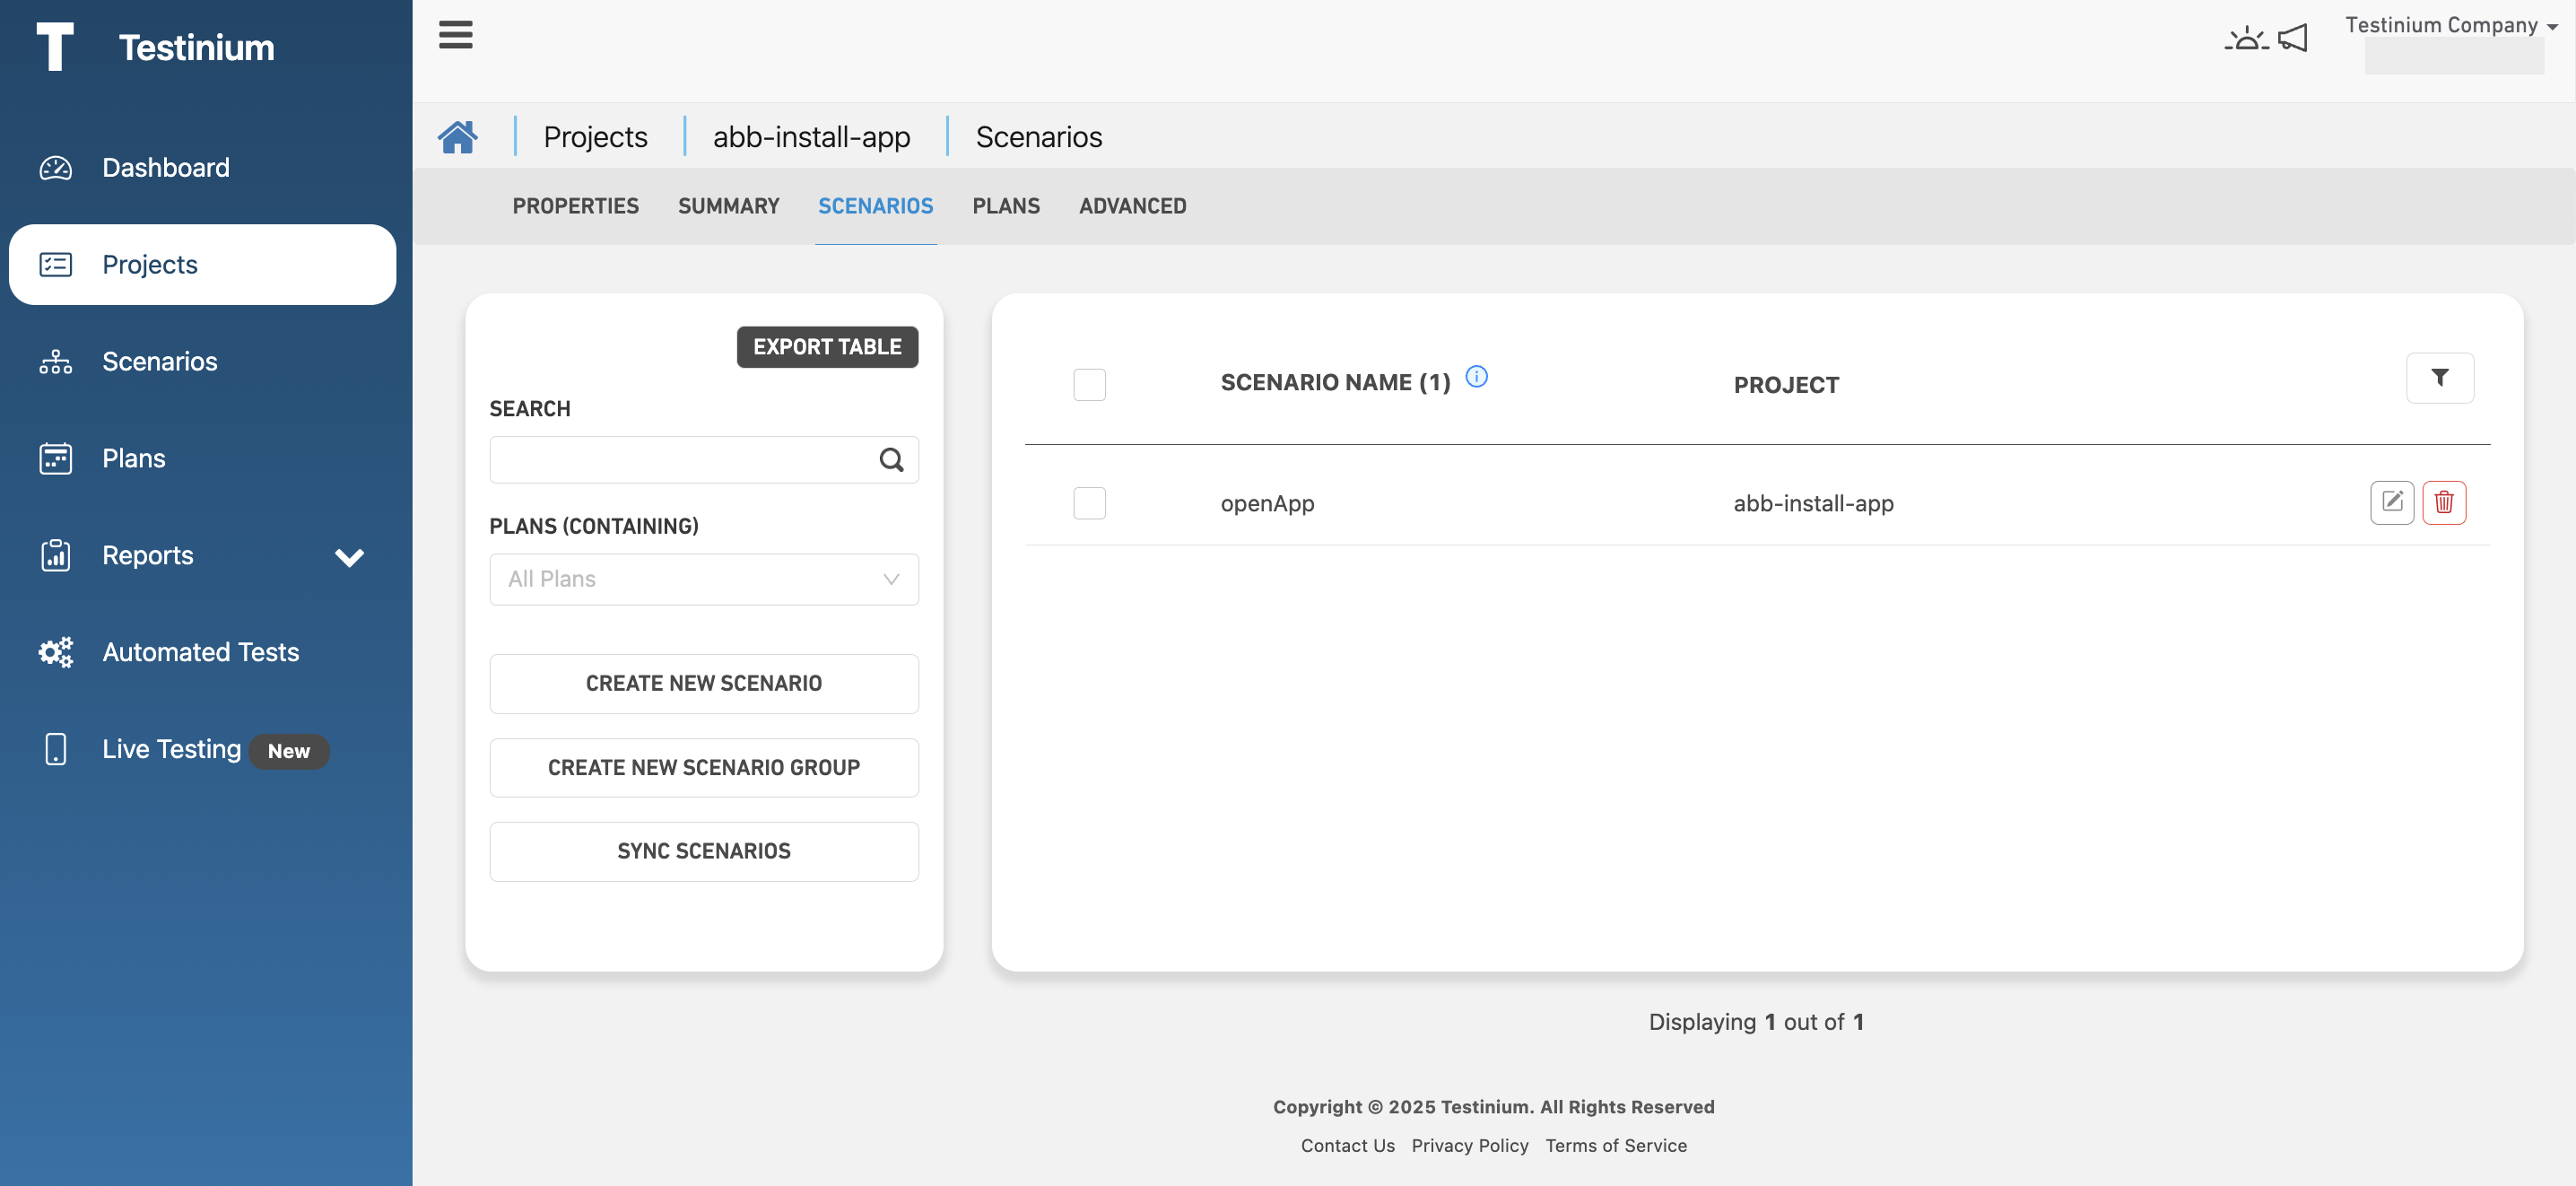 Testinium
Dashboard
Projects
Scenarios
Plans
Reports
Automated Tests
Live Testing New
Testinium Company
Projects abb-install-app Scenarios
PROPERTIES SUMMARY SCENARIOS PLANS ADVANCED
EXPORT TABLE
SEARCH
PLANS (CONTAINING)
All Plans
CREATE NEW SCENARIO
CREATE NEW SCENARIO GROUP
SYNC SCENARIOS
SCENARIO NAME (1) PROJECT
openApp abb-install-app
Displaying 1 out of 1
Copyright © 2025 Testinium. All Rights Reserved
Contact Us Privacy Policy Terms of Service